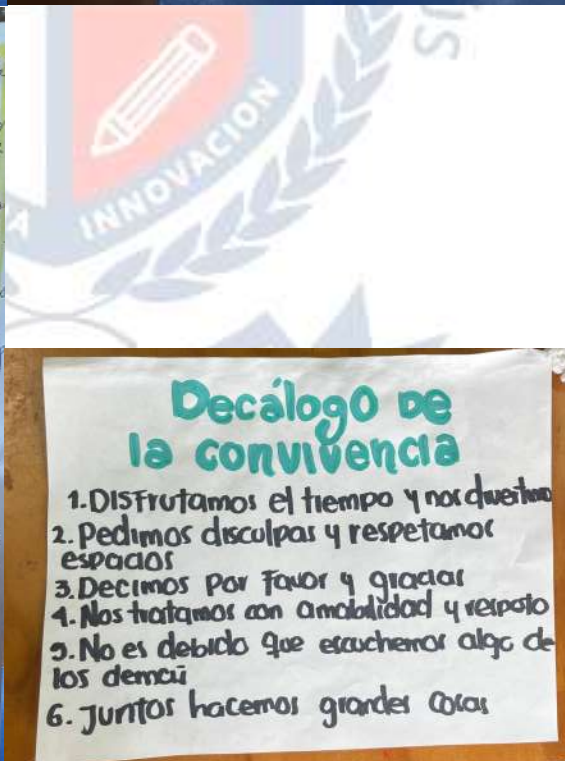 INNOVACIÓN
Decálogo De
la convivencia
1. Disfrutamos el tiempo y nos divertimo
2. Pedimos disculpas y respetamos
espacios
3. Decimos por favor y gracias
4. Nos tratamos con amabilidad y respeto
5. No es debido que escuchemos algo de
los demás
6. Juntos hacemos grandes cosas